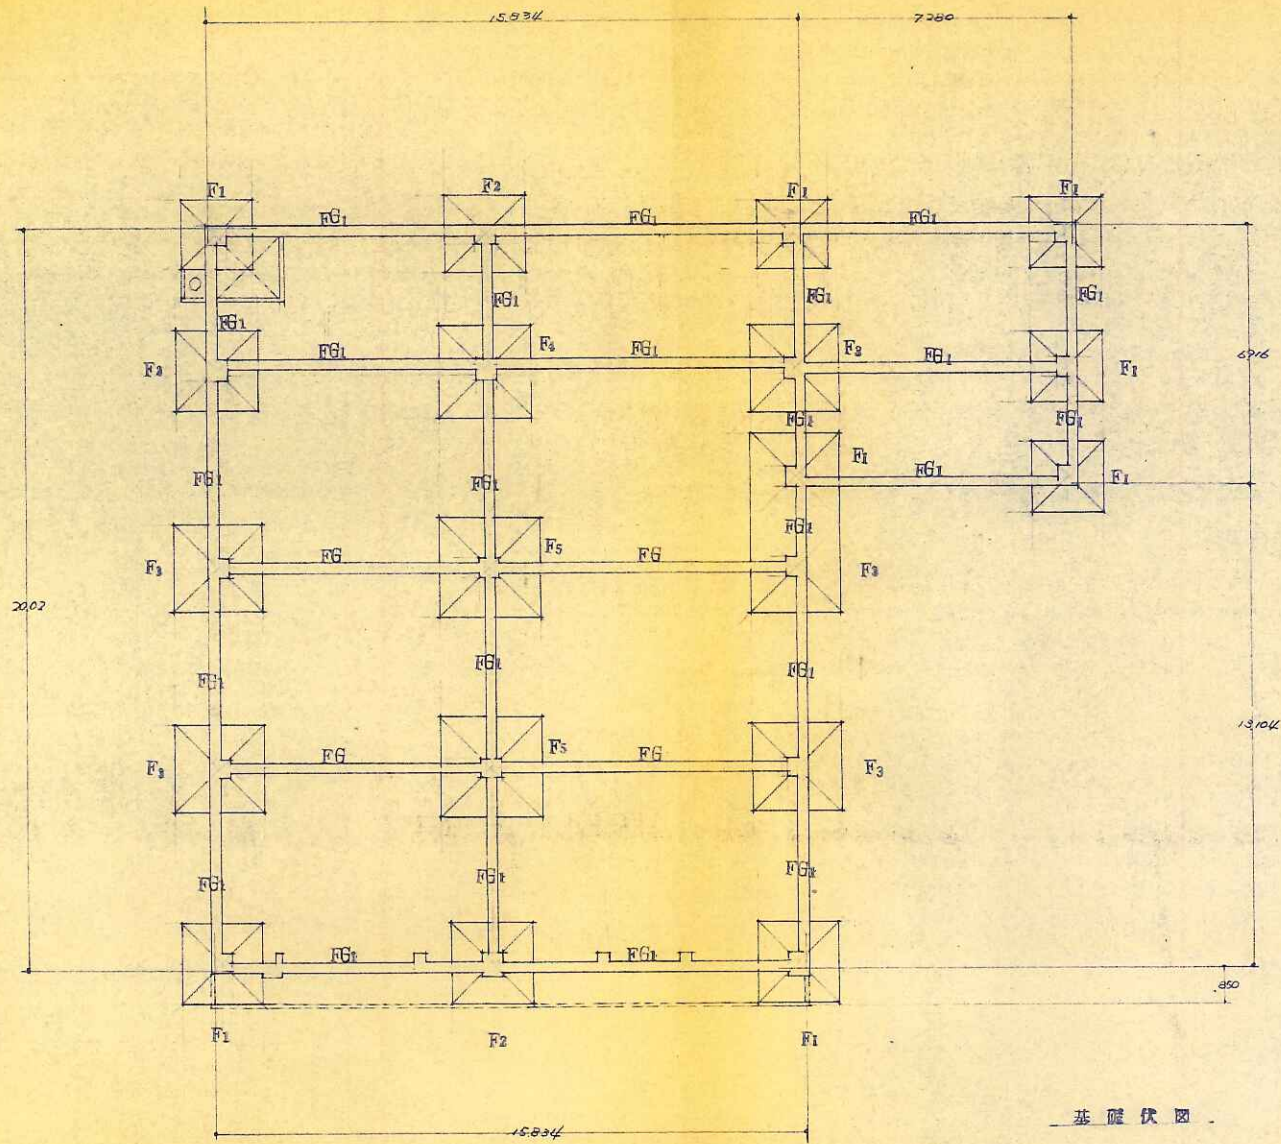 15.834 7.280
F1 F2 F1 F1
FG1 FG1 FG1
FG1 FG1 FG1 FG1
F2 FG1 F4 FG1 F3 FG1 F1
6.916
FG1 FG1
FG1 FG1 F1 FG1 F1
FG1
F3 FG F5 FG F3
20.02
FG1 FG1 FG1
13.104
F3 FG F5 FG F3
FG1 FG1 FG1
FG1 FG1
.850
F1 F2 F1
15.834
基礎伏図